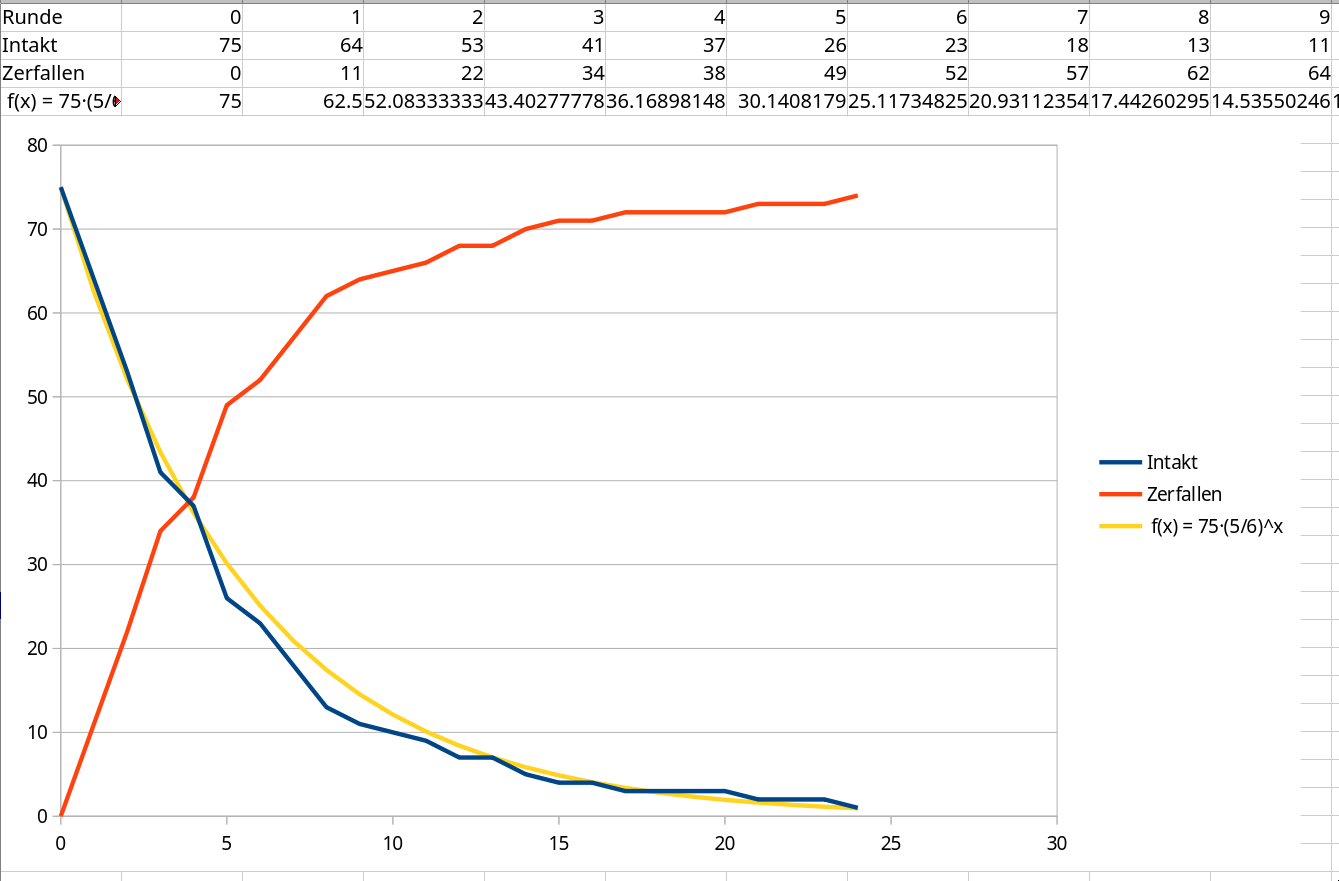 Runde 0 1 2 3 4 5 6 7 8 9
Intakt 75 64 53 41 37 26 23 18 13 11
Zerfallen 0 11 22 34 38 49 52 57 62 64
f(x) = 75·(5/ 75 62.5 52.08333333 43.40277778 36.16898148 30.1408179 25.11734825 20.93112354 17.44260295 14.535502461
80
70
60
50
40
30
20
10
0
0 5 10 15 20 25 30
Intakt
Zerfallen
f(x) = 75·(5/6)^x